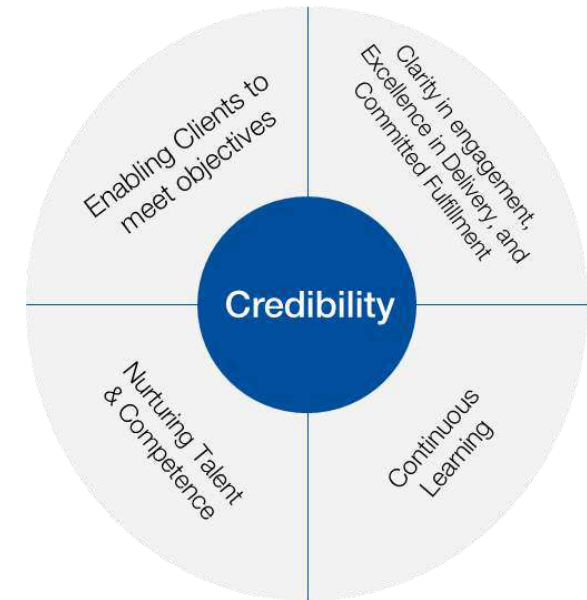 Enabling Clients to
meet objectives
Clarity in engagement,
Excellence in Delivery, and
Committed Fulfillment
Credibility
Nurturing Talent
& Competence
Continuous
Learning